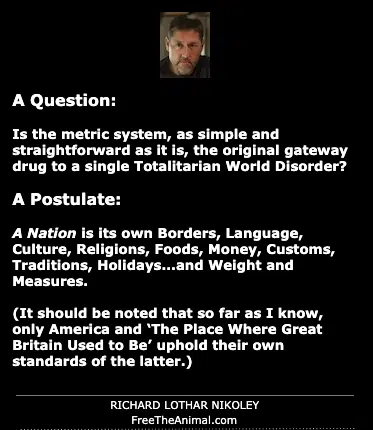 A Question:
Is the metric system, as simple and
straightforward as it is, the original gateway
drug to a single Totalitarian World Disorder?
A Postulate:
A Nation is its own Borders, Language,
Culture, Religions, Foods, Money, Customs,
Traditions, Holidays...and Weight and
Measures.
(It should be noted that so far as I know,
only America and ‘The Place Where Great
Britain Used to Be’ uphold their own
standards of the latter.)
RICHARD LOTHAR NIKOLEY
FreeTheAnimal.com